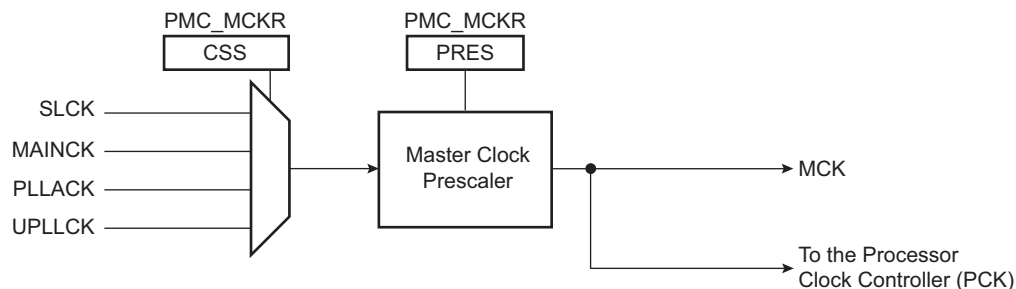 PMC_MCKR
PMC_MCKR
CSS
PRES
SLCK
MAINCK
PLLACK
UPLLCK
Master Clock
Prescaler
MCK
To the Processor
Clock Controller (PCK)